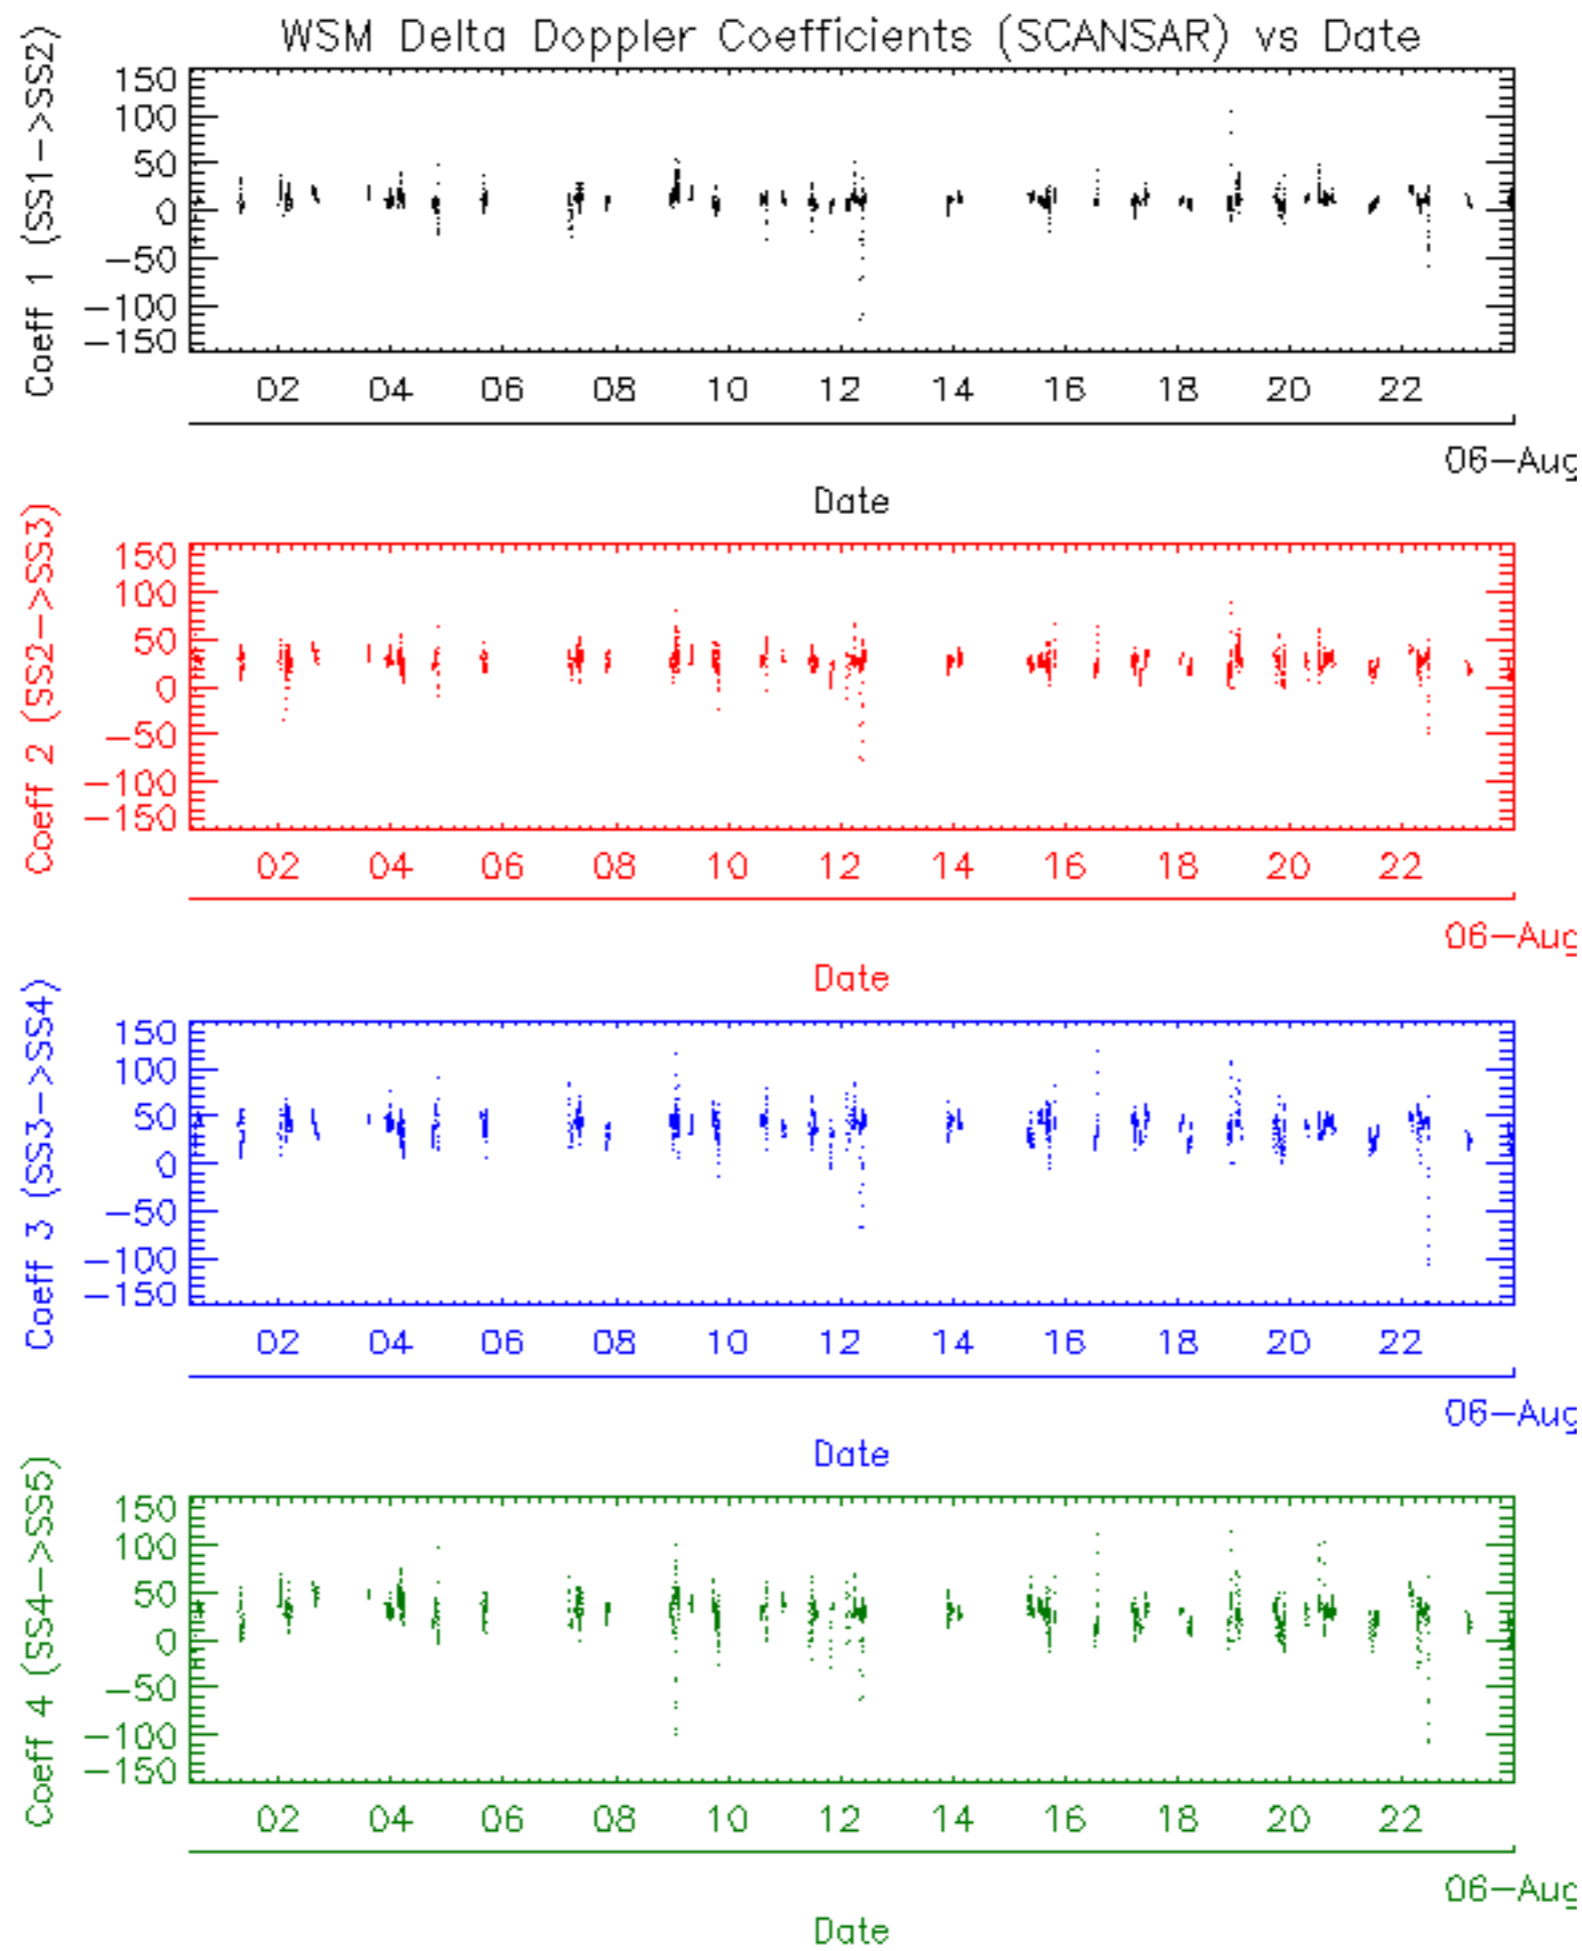 WSM Delta Doppler Coefficients (SCANSAR) vs Date
Coeff 1 (SS1->SS2)
150
100
50
0
-50
-100
-150
02 04 06 08 10 12 14 16 18 20 22
06-Aug
Date
Coeff 2 (SS2->SS3)
150
100
50
0
-50
-100
-150
02 04 06 08 10 12 14 16 18 20 22
06-Aug
Date
Coeff 3 (SS3->SS4)
150
100
50
0
-50
-100
-150
02 04 06 08 10 12 14 16 18 20 22
06-Aug
Date
Coeff 4 (SS4->SS5)
150
100
50
0
-50
-100
-150
02 04 06 08 10 12 14 16 18 20 22
06-Aug
Date